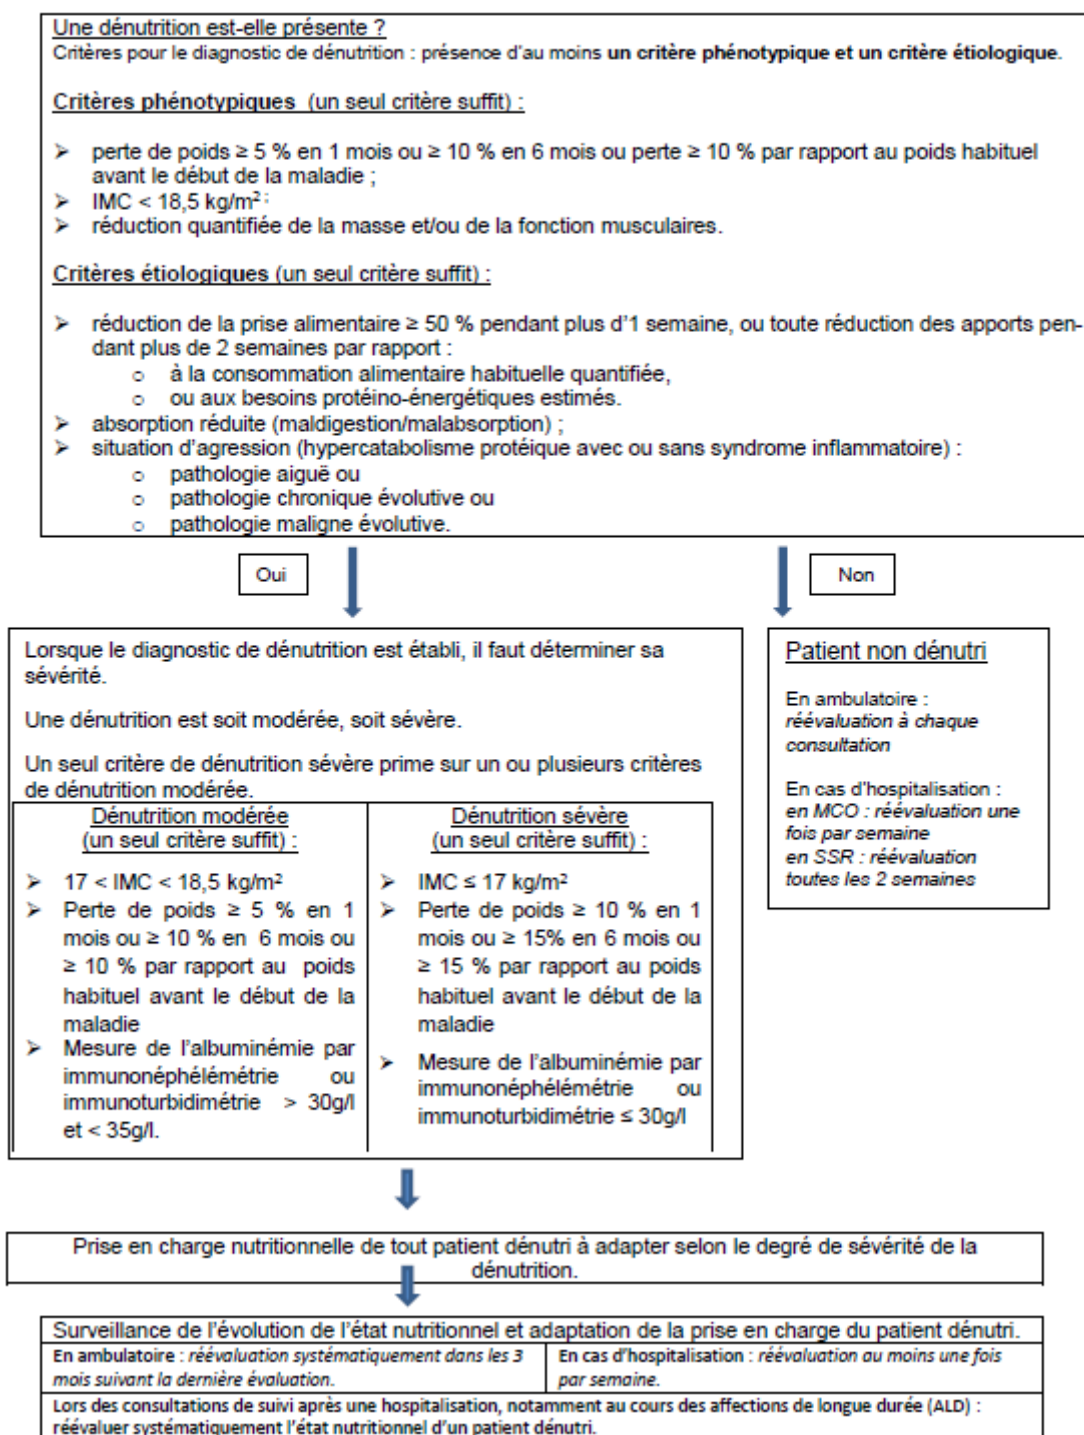 Une dénutrition est-elle présente ?
Critères pour le diagnostic de dénutrition : présence d'au moins un critère phénotypique et un critère étiologique.
Critères phénotypiques (un seul critère suffit) :
➢ perte de poids ≥ 5 % en 1 mois ou ≥ 10 % en 6 mois ou perte ≥ 10 % par rapport au poids habituel
avant le début de la maladie ;
➢ IMC < 18,5 kg/m² ;
➢ réduction quantifiée de la masse et/ou de la fonction musculaires.
Critères étiologiques (un seul critère suffit) :
➢ réduction de la prise alimentaire ≥ 50 % pendant plus d'1 semaine, ou toute réduction des apports pen-
dant plus de 2 semaines par rapport :
o à la consommation alimentaire habituelle quantifiée,
o ou aux besoins protéino-énergétiques estimés.
➢ absorption réduite (maldigestion/malabsorption) ;
➢ situation d'agression (hypercatabolisme protéique avec ou sans syndrome inflammatoire) :
o pathologie aiguë ou
o pathologie chronique évolutive ou
o pathologie maligne évolutive.
Oui
Non
Lorsque le diagnostic de dénutrition est établi, il faut déterminer sa
sévérité.
Une dénutrition est soit modérée, soit sévère.
Un seul critère de dénutrition sévère prime sur un ou plusieurs critères
de dénutrition modérée.
Dénutrition modérée
(un seul critère suffit) :
➢ 17 < IMC < 18,5 kg/m²
➢ Perte de poids ≥ 5 % en 1
mois ou ≥ 10 % en 6 mois ou
≥ 10 % par rapport au poids
habituel avant le début de la
maladie
➢ Mesure de l'albuminémie par
immunonéphélémétrie ou
immunoturbidimétrie > 30g/l
et < 35g/l.
Dénutrition sévère
(un seul critère suffit) :
➢ IMC ≤ 17 kg/m²
➢ Perte de poids ≥ 10 % en 1
mois ou ≥ 15% en 6 mois ou
≥ 15 % par rapport au poids
habituel avant le début de la
maladie
➢ Mesure de l'albuminémie par
immunonéphélémétrie ou
immunoturbidimétrie ≤ 30g/l
Patient non dénutri
En ambulatoire :
réévaluation à chaque
consultation
En cas d'hospitalisation :
en MCO : réévaluation une
fois par semaine
en SSR : réévaluation
toutes les 2 semaines
Prise en charge nutritionnelle de tout patient dénutri à adapter selon le degré de sévérité de la
dénutrition.
Surveillance de l'évolution de l'état nutritionnel et adaptation de la prise en charge du patient dénutri.
En ambulatoire : réévaluation systématiquement dans les 3
mois suivant la dernière évaluation.
En cas d'hospitalisation : réévaluation au moins une fois
par semaine.
Lors des consultations de suivi après une hospitalisation, notamment au cours des affections de longue durée (ALD) :
réévaluer systématiquement l'état nutritionnel d'un patient dénutri.